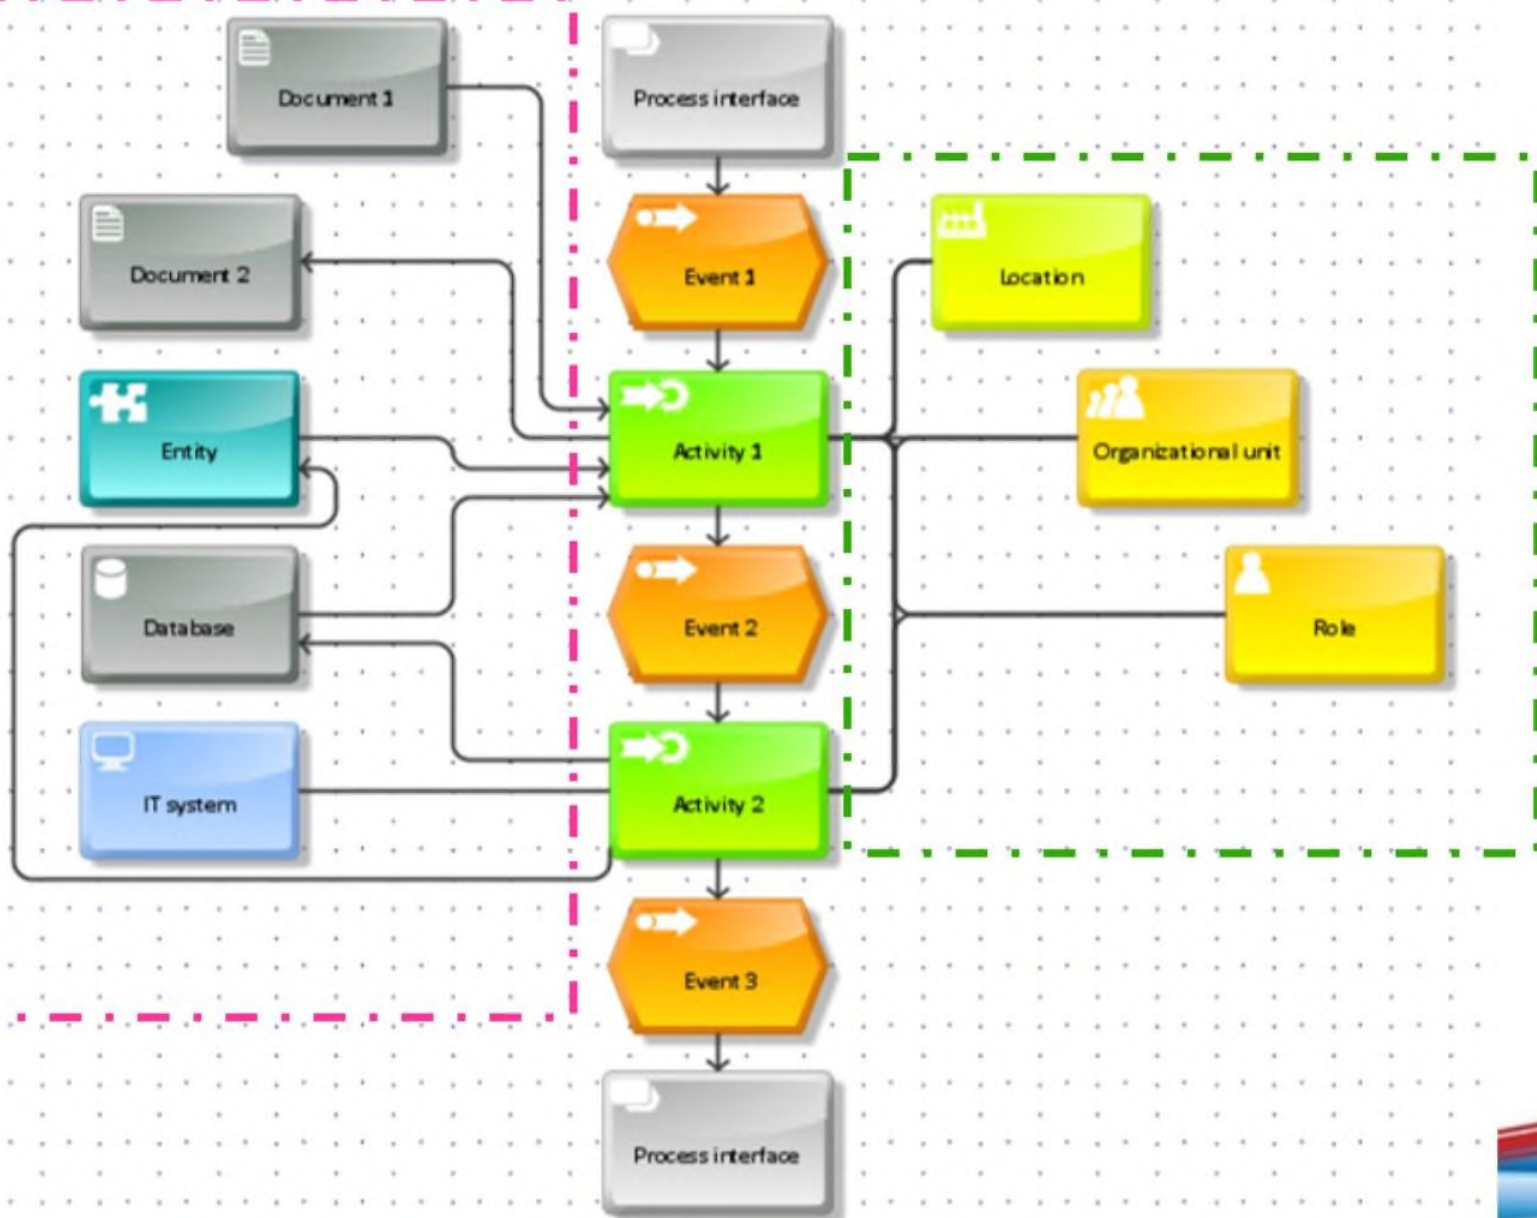 Document 1
Process interface
Document 2
Event 1
Location
Entity
Activity 1
Organizational unit
Database
Event 2
Role
IT system
Activity 2
Event 3
Process interface